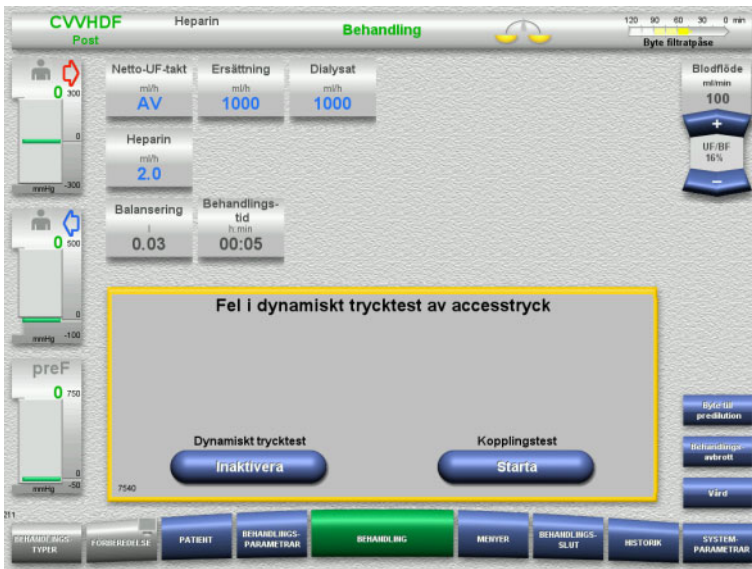 CVVHDF
Heparin
Behandling
120 90 60 30 0 min
Post
Byte filtratpåse
0 300
0
mmHg -300
Netto-UF-takt
ml/h
AV
Ersättning
ml/h
1000
Dialysat
ml/h
1000
Blodflöde
ml/min
100
+
UF/BF
16%
–
Heparin
ml/h
2.0
Balansering
l
0.03
Behandlings-
tid
h:min
00:05
0 500
0
mmHg -100
preF
0 750
0
mmHg -50
Fel i dynamiskt trycktest av accesstryck
Dynamiskt trycktest
Inaktivera
Kopplingstest
Starta
7540
Byte till
predilution
Behandlings-
avbrott
Vård
211
BEHANDLINGS-
TYPER
FÖRBEREDELSE
PATIENT
BEHANDLINGS-
PARAMETRAR
BEHANDLING
MENYER
BEHANDLINGS-
SLUT
HISTORIK
SYSTEM-
PARAMETRAR